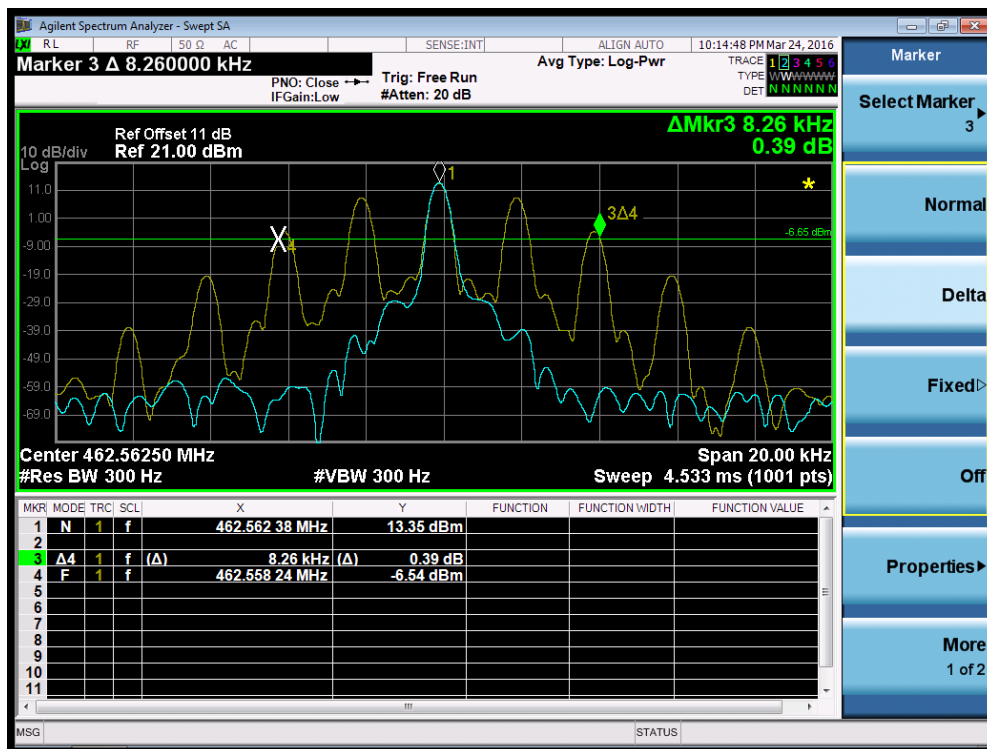 Agilent Spectrum Analyzer - Swept SA
LXI RL RF 50 Ω AC SENSE:INT ALIGN AUTO 10:14:48 PM Mar 24, 2016
Marker 3 Δ 8.260000 kHz
PNO: Close
IFGain:Low
Trig: Free Run
#Atten: 20 dB
Avg Type: Log-Pwr
TRACE 1 2 3 4 5 6
TYPE WWWWWW
DET N N N N N N
ΔMkr3 8.26 kHz
0.39 dB
Ref Offset 11 dB
10 dB/div Ref 21.00 dBm
Log
11.0
1.00
-9.00
-19.0
-29.0
-39.0
-49.0
-59.0
-69.0
1
3Δ4
4
-6.65 dBm
*
Center 462.56250 MHz Span 20.00 kHz
#Res BW 300 Hz #VBW 300 Hz Sweep 4.533 ms (1001 pts)
MKR MODE TRC SCL X Y FUNCTION FUNCTION WIDTH FUNCTION VALUE
1 N 1 f 462.562 38 MHz 13.35 dBm
2
3 Δ4 1 f (Δ) 8.26 kHz (Δ) 0.39 dB
4 F 1 f 462.558 24 MHz -6.54 dBm
5
6
7
8
9
10
11
MSG STATUS
Marker
Select Marker
3
Normal
Delta
Fixed
Off
Properties
More
1 of 2